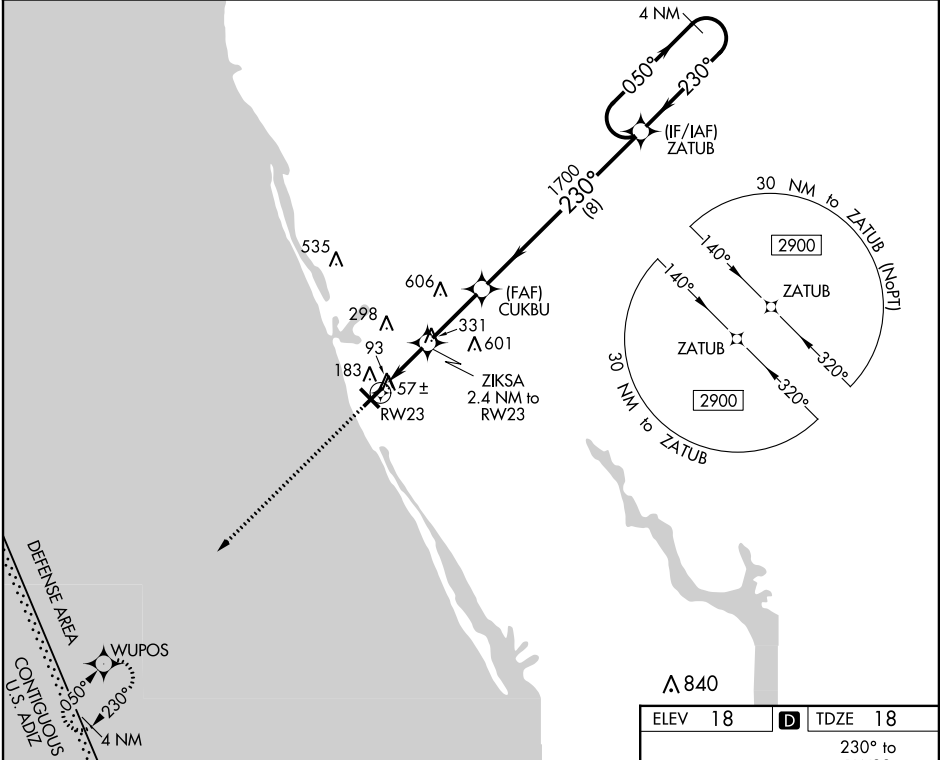 4 NM
050°
230°
(IF/IAF)
ZATUB
1700
230°
(8)
30 NM to ZATUB (NoPT)
2900
140°
ZATUB
320°
140°
ZATUB
320°
2900
30 NM to ZATUB
535
606
(FAF)
CUKBU
298
331
601
93
183
57±
RW23
ZIKSA
2.4 NM to
RW23
DEFENSE AREA
CONTIGUOUS
U.S. ADIZ
WUPOS
050°
230°
4 NM
840
ELEV 18
D
TDZE 18
230° to